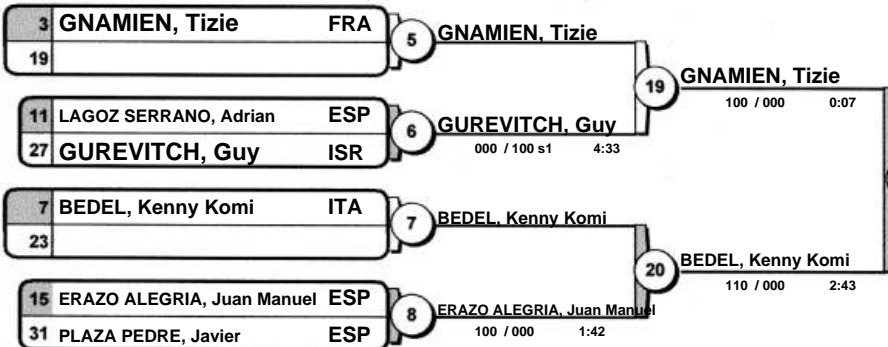 3 GNAMIEN, Tizie FRA
19
5
GNAMIEN, Tizie
11 LAGOZ SERRANO, Adrian ESP
27 GUREVITCH, Guy ISR
6
GUREVITCH, Guy
000 / 100 s1 4:33
19
GNAMIEN, Tizie
100 / 000 0:07
7 BEDEL, Kenny Komi ITA
23
7
BEDEL, Kenny Komi
15 ERAZO ALEGRIA, Juan Manuel ESP
31 PLAZA PEDRE, Javier ESP
8
ERAZO ALEGRIA, Juan Manuel
100 / 000 1:42
20
BEDEL, Kenny Komi
110 / 000 2:43